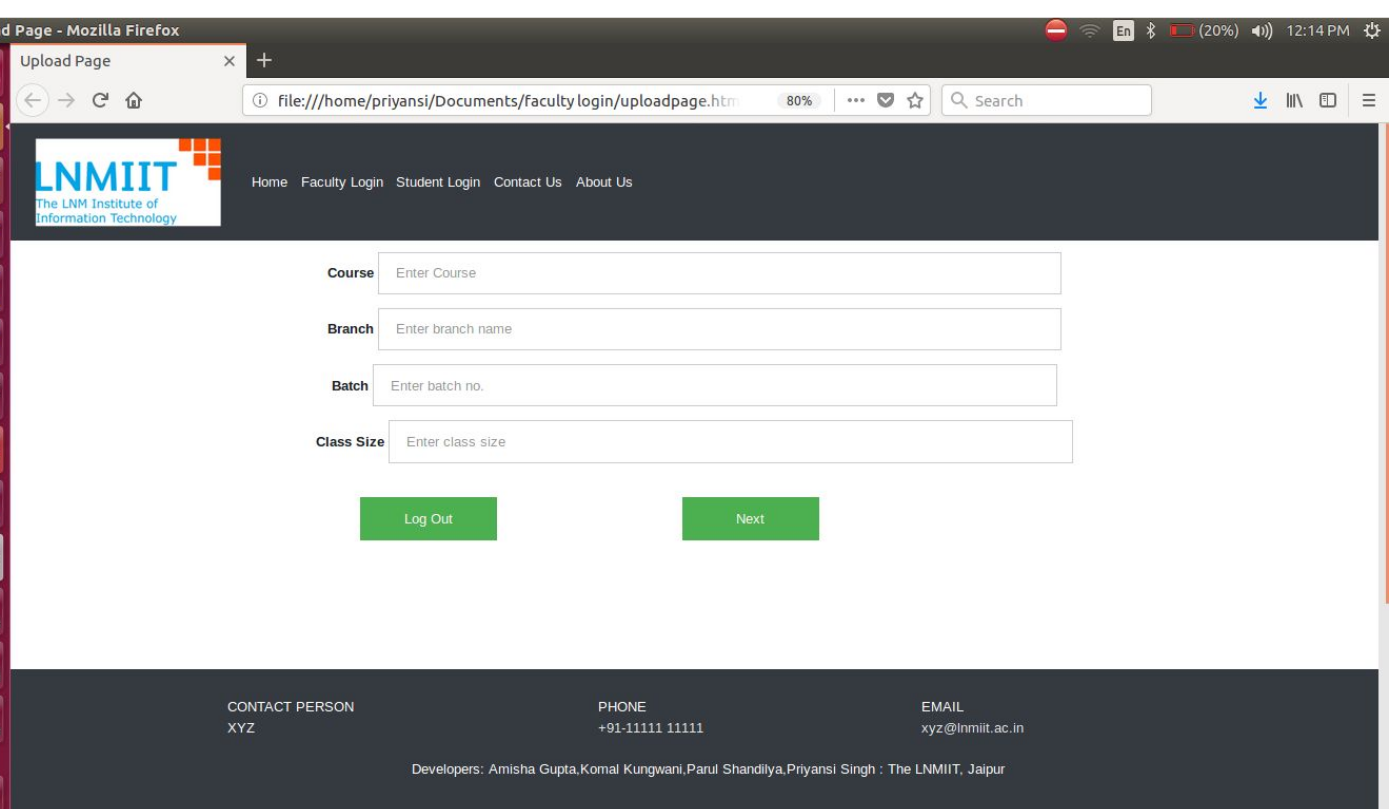 d Page - Mozilla Firefox En (20%) 12:14 PM
Upload Page
file:///home/priyansi/Documents/faculty login/uploadpage.htm 80% Search
LNMIIT
The LNM Institute of
Information Technology
Home Faculty Login Student Login Contact Us About Us
Course Enter Course
Branch Enter branch name
Batch Enter batch no.
Class Size Enter class size
Log Out Next
CONTACT PERSON PHONE EMAIL
XYZ +91-11111 11111 xyz@lnmiit.ac.in
Developers: Amisha Gupta,Komal Kungwani,Parul Shandilya,Priyansi Singh : The LNMIIT, Jaipur